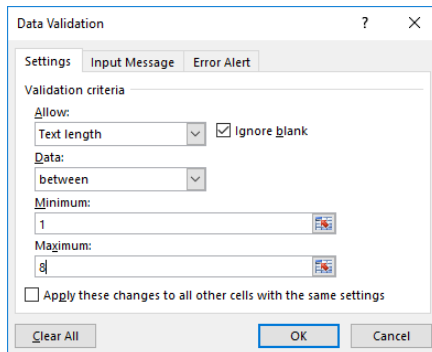 Data Validation ? ×
Settings Input Message Error Alert
Validation criteria
Allow:
Text length Ignore blank
Data:
between
Minimum:
1
Maximum:
8
Apply these changes to all other cells with the same settings
Clear All OK Cancel